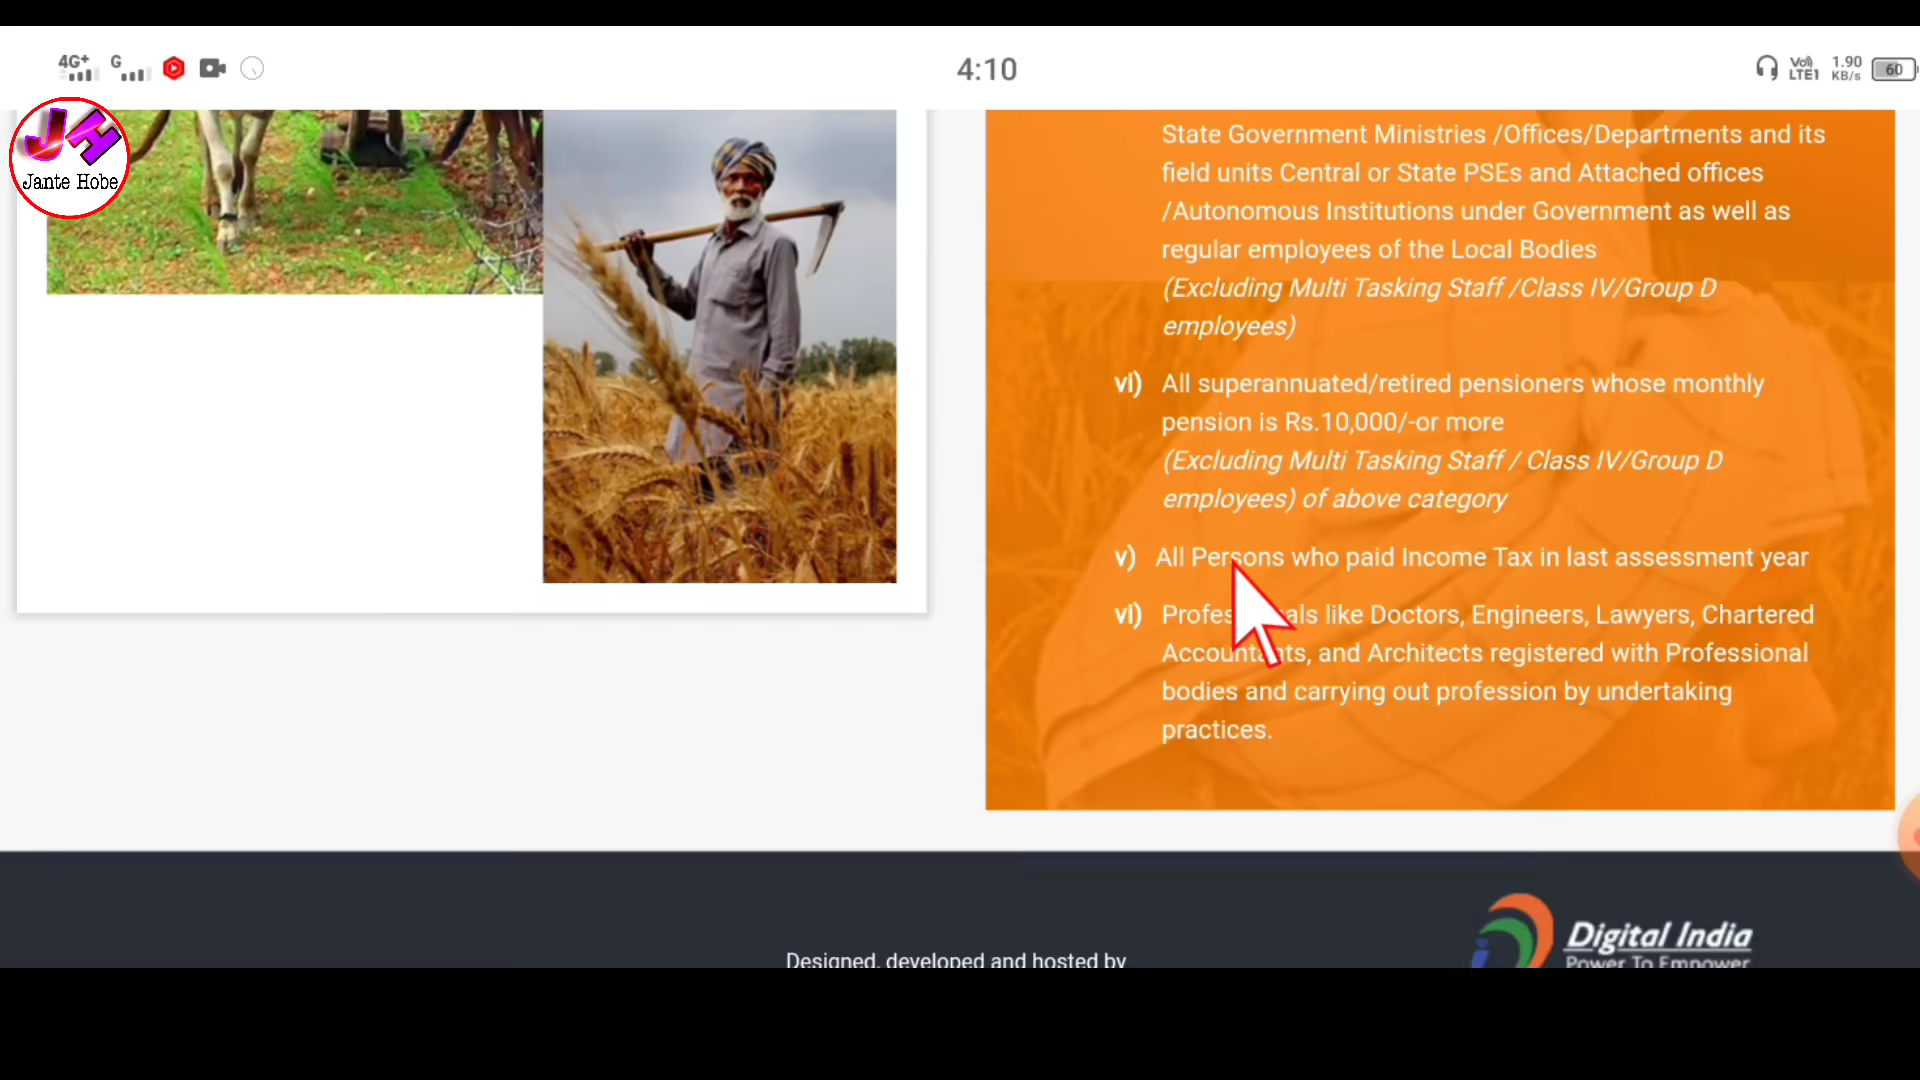 4G+
G
4:10
Vo))
LTE1
1.90
KB/s
60
JH
Jante Hobe
State Government Ministries /Offices/Departments and its
field units Central or State PSEs and Attached offices
/Autonomous Institutions under Government as well as
regular employees of the Local Bodies
(Excluding Multi Tasking Staff /Class IV/Group D
employees)
vi) All superannuated/retired pensioners whose monthly
pension is Rs.10,000/-or more
(Excluding Multi Tasking Staff / Class IV/Group D
employees) of above category
v) All Persons who paid Income Tax in last assessment year
vi) Professionals like Doctors, Engineers, Lawyers, Chartered
Accountants, and Architects registered with Professional
bodies and carrying out profession by undertaking
practices.
Designed, developed and hosted by
Digital India
Power To Empower